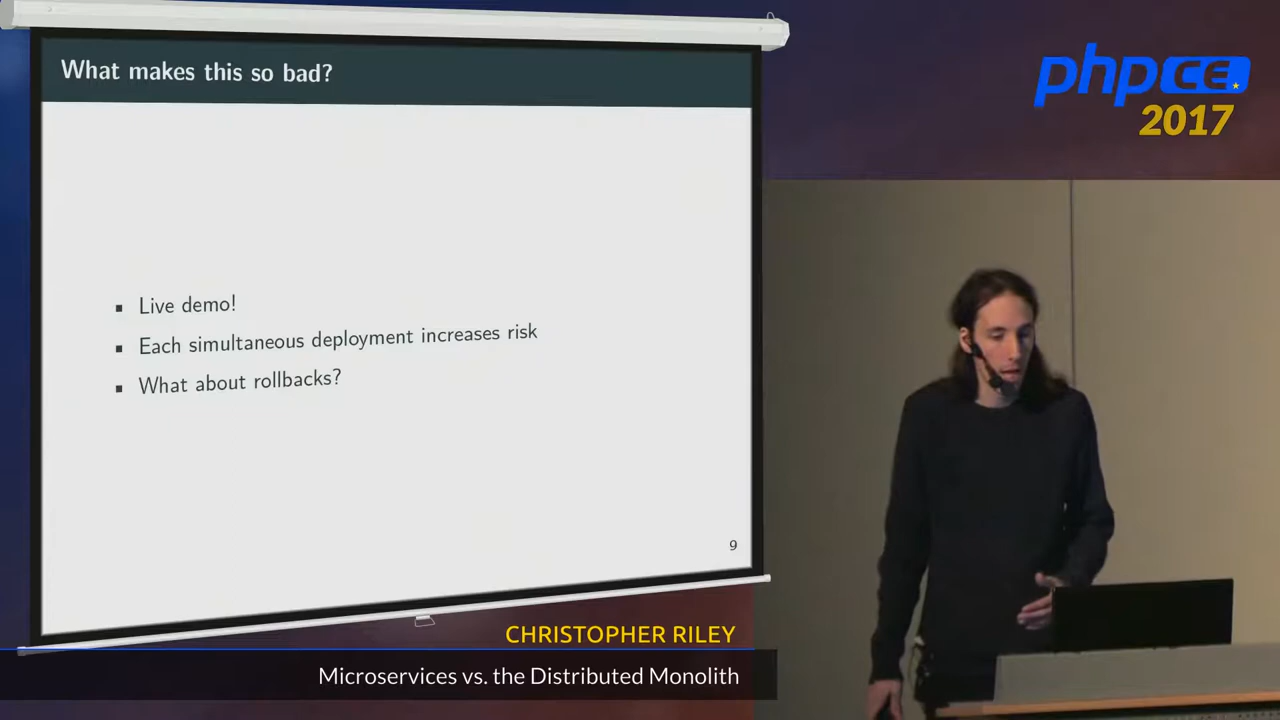 What makes this so bad?
phpCE
2017
Live demo!
Each simultaneous deployment increases risk
What about rollbacks?
9
CHRISTOPHER RILEY
Microservices vs. the Distributed Monolith